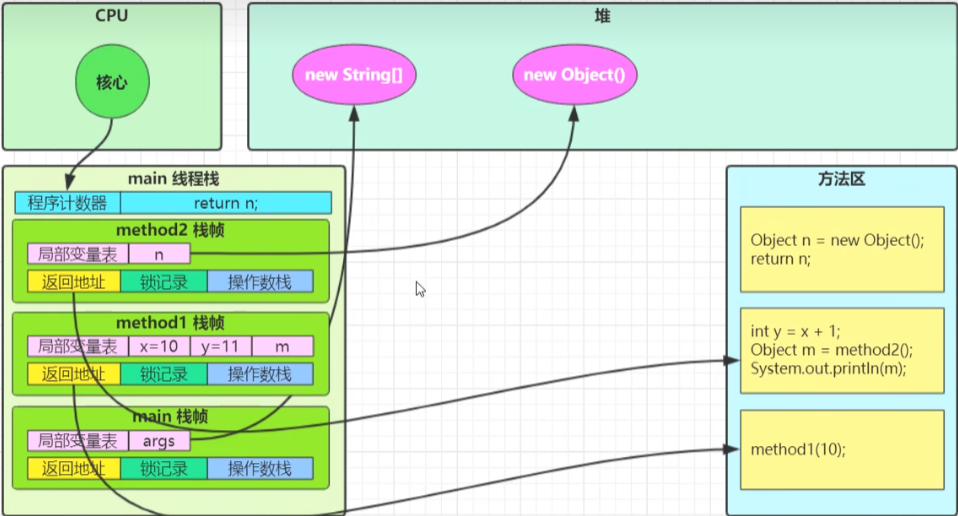 CPU
核心
堆
new String[]
new Object()
main 线程栈
程序计数器 return n;
method2 栈帧
局部变量表 n
返回地址 锁记录 操作数栈
method1 栈帧
局部变量表 x=10 y=11 m
返回地址 锁记录 操作数栈
main 栈帧
局部变量表 args
返回地址 锁记录 操作数栈
方法区
Object n = new Object();
return n;
int y = x + 1;
Object m = method2();
System.out.println(m);
method1(10);